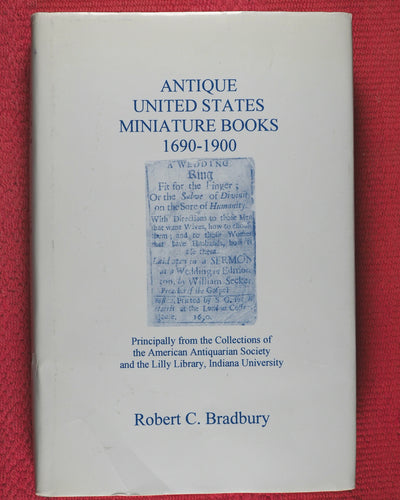 ANTIQUE
UNITED STATES
MINIATURE BOOKS
1690-1900
A WEDDING
Ring
Fit for the Finger;
Or the Salve of Divinity
on the Sore of Humanity.
With Directions to those Men
that want Wives, how to choose
them; and to those Women
that have Husbands, how to
use them.
Laid open in a SERMON
at a Wedding in Edmon-
ton, by William Secker
Preacher of the Gospel
Printed by S. G.
at the London Coffee
House. 1690.
Principally from the Collections of
the American Antiquarian Society
and the Lilly Library, Indiana University
Robert C. Bradbury